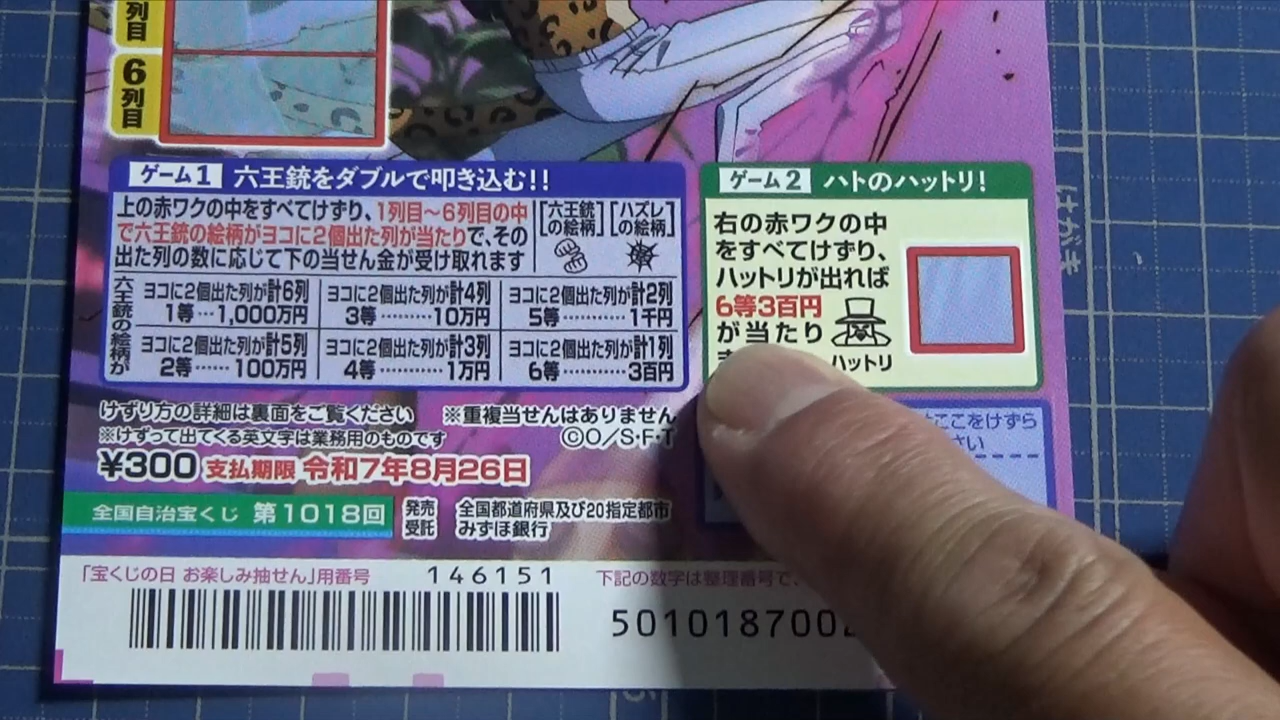 列目
6列目
ゲーム1 六王銃をダブルで叩き込む!!
上の赤ワクの中をすべてけずり、1列目～6列目の中
で六王銃の絵柄がヨコに2個出た列が当たりで、その
出た列の数に応じて下の当せん金が受け取れます
[六王銃の絵柄] [ハズレの絵柄]
六王銃の絵柄が
ヨコに2個出た列が計6列 ヨコに2個出た列が計4列 ヨコに2個出た列が計2列
1等…1,000万円 3等………10万円 5等…………1千円
ヨコに2個出た列が計5列 ヨコに2個出た列が計3列 ヨコに2個出た列が計1列
2等……100万円 4等…………1万円 6等…………3百円
ゲーム2 ハトのハットリ!
右の赤ワクの中
をすべてけずり、
ハットリが出れば
6等3百円
が当たり
ハットリ
けずり方の詳細は裏面をご覧ください ※重複当せんはありません
※けずって出てくる英文字は業務用のものです ©O/S・F・T
¥300 支払期限 令和7年8月26日
ここをけずら
さい
全国自治宝くじ 第1018回
発売 全国都道府県及び20指定都市
受託 みずほ銀行
「宝くじの日 お楽しみ抽せん」用番号 146151
下記の数字は整理番号で、
501018700
はがき